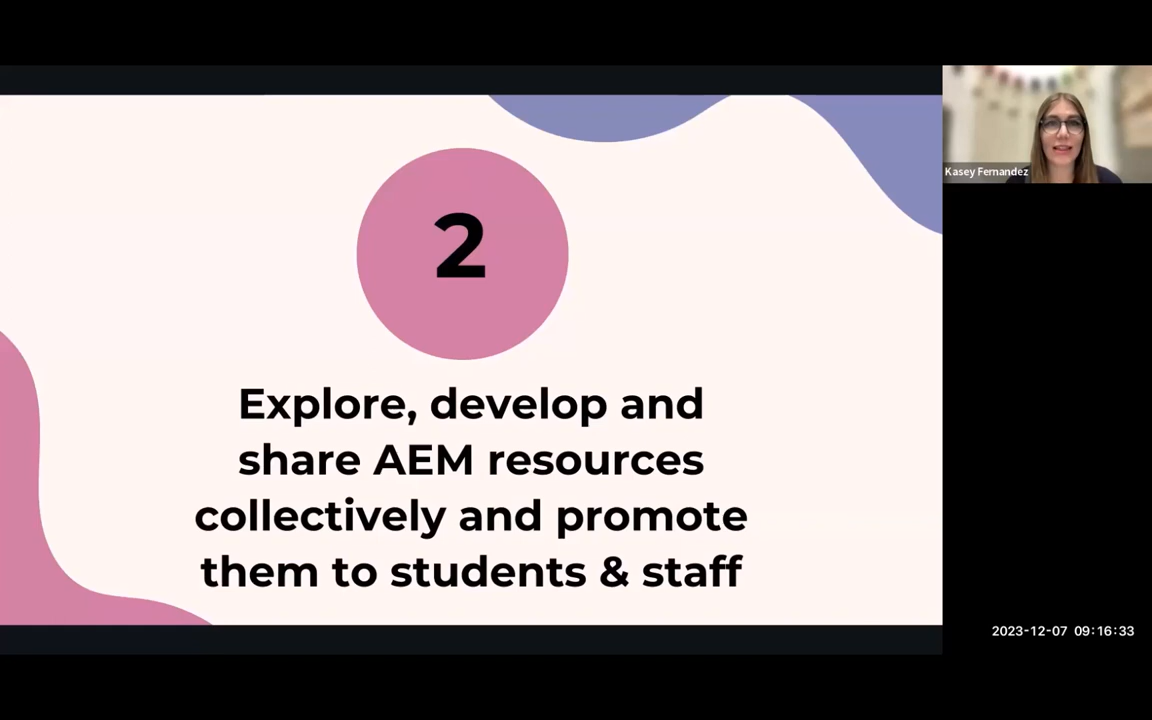 2
Explore, develop and
share AEM resources
collectively and promote
them to students & staff
Kasey Fernandez
2023-12-07 09:16:33